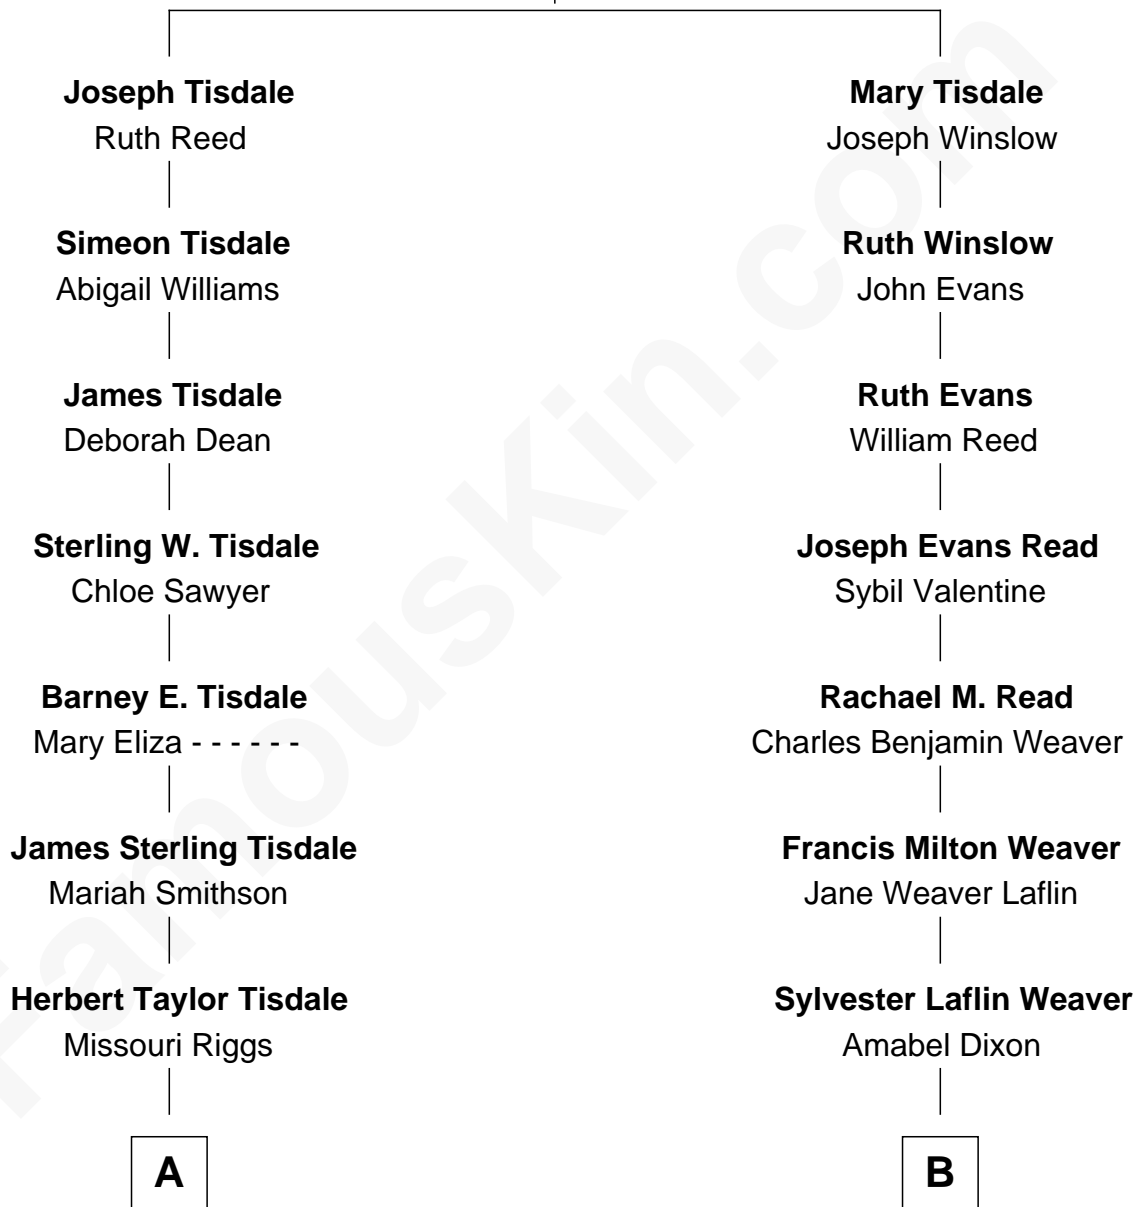 Joseph Tisdale
Ruth Reed
Simeon Tisdale
Abigail Williams
James Tisdale
Deborah Dean
Sterling W. Tisdale
Chloe Sawyer
Barney E. Tisdale
Mary Eliza - - - - - -
James Sterling Tisdale
Mariah Smithson
Herbert Taylor Tisdale
Missouri Riggs
A
Mary Tisdale
Joseph Winslow
Ruth Winslow
John Evans
Ruth Evans
William Reed
Joseph Evans Read
Sybil Valentine
Rachael M. Read
Charles Benjamin Weaver
Francis Milton Weaver
Jane Weaver Laflin
Sylvester Laflin Weaver
Amabel Dixon
B
FamousKin.com